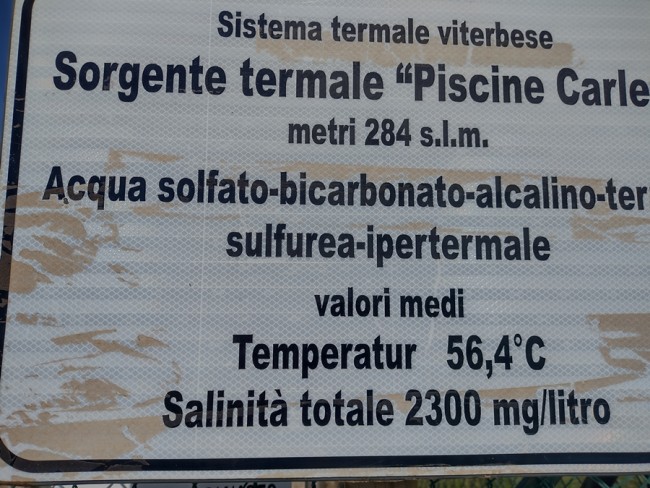 Sistema termale viterbese
Sorgente termale “Piscine Carle
metri 284 s.l.m.
Acqua solfato-bicarbonato-alcalino-ter
sulfurea-ipertermale
valori medi
Temperatur 56,4°C
Salinità totale 2300 mg/litro